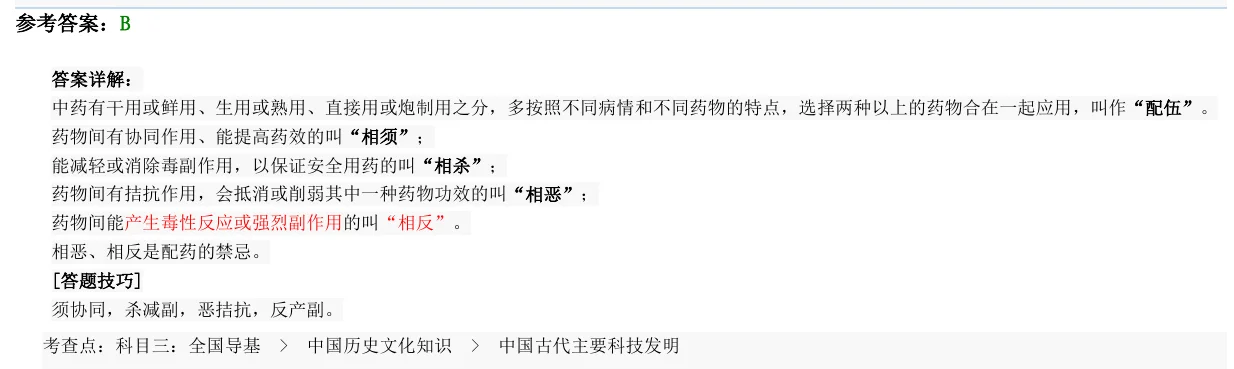 参考答案：B
答案详解：
中药有干用或鲜用、生用或熟用、直接用或炮制用之分，多按照不同病情和不同药物的特点，选择两种以上的药物合在一起应用，叫作“配伍”。
药物间有协同作用、能提高药效的叫“相须”；
能减轻或消除毒副作用，以保证安全用药的叫“相杀”；
药物间有拮抗作用，会抵消或削弱其中一种药物功效的叫“相恶”；
药物间能产生毒性反应或强烈副作用的叫“相反”。
相恶、相反是配药的禁忌。
[答题技巧]
须协同，杀减副，恶拮抗，反产副。
考查点：科目三：全国导基 > 中国历史文化知识 > 中国古代主要科技发明